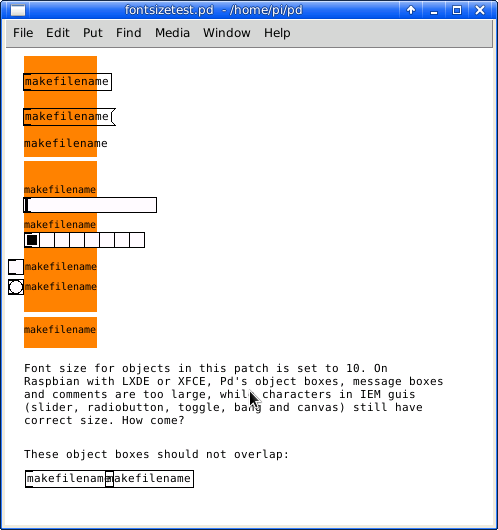 fontsizetest.pd - /home/pi/pd
File Edit Put Find Media Window Help
makefilename
makefilename
makefilename
makefilename
makefilename
makefilename
makefilename
makefilename
Font size for objects in this patch is set to 10. On
Raspbian with LXDE or XFCE, Pd's object boxes, message boxes
and comments are too large, while characters in IEM guis
(slider, radiobutton, toggle, bang and canvas) still have
correct size. How come?
These object boxes should not overlap:
makefilename makefilename